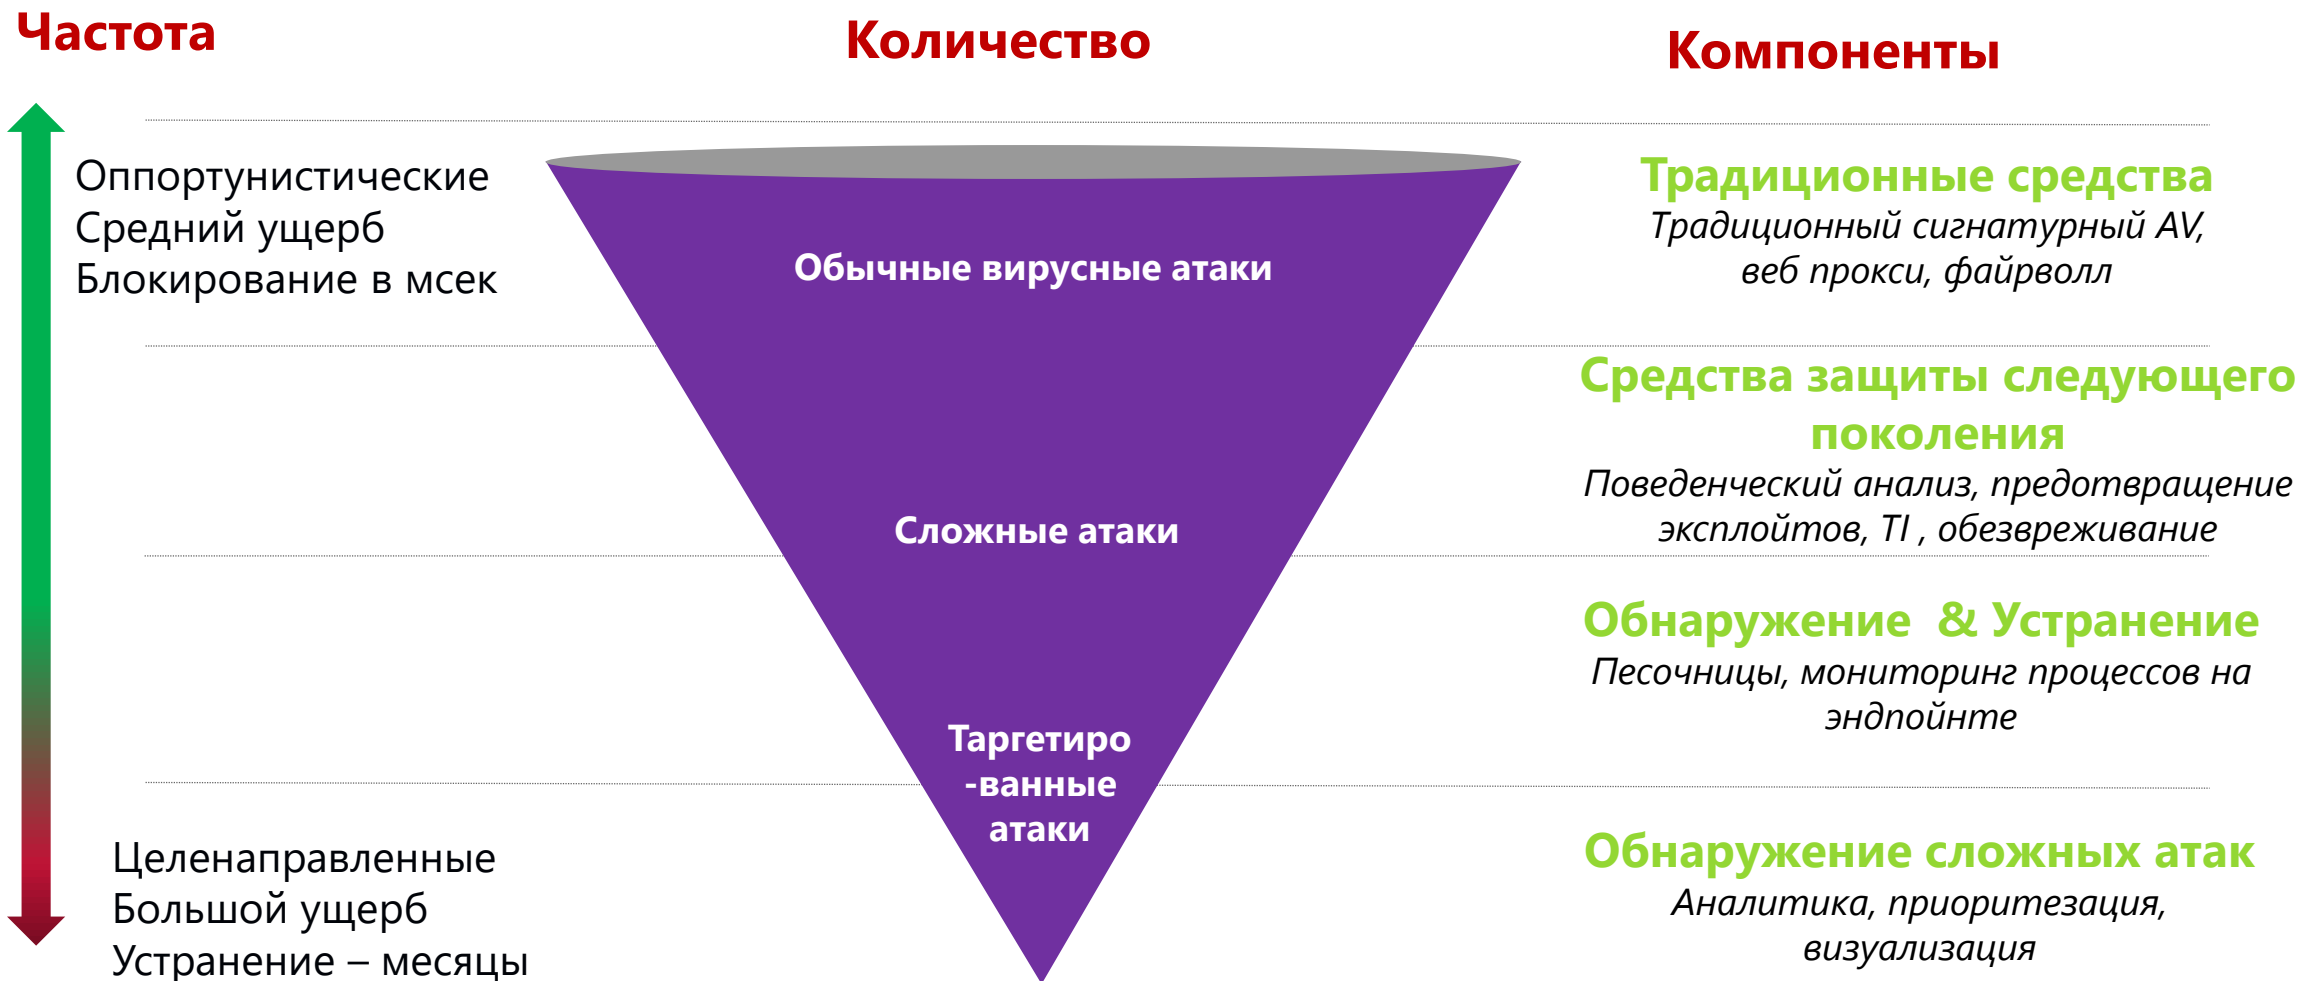 Частота
Количество
Компоненты
Оппортунистические
Средний ущерб
Блокирование в мсек
Обычные вирусные атаки
Традиционные средства
Традиционный сигнатурный AV,
веб прокси, файрволл
Средства защиты следующего
поколения
Поведенческий анализ, предотвращение
эксплойтов, TI , обезвреживание
Сложные атаки
Обнаружение & Устранение
Песочницы, мониторинг процессов на
эндпойнте
Таргетиро
-ванные
атаки
Целенаправленные
Большой ущерб
Устранение – месяцы
Обнаружение сложных атак
Аналитика, приоритезация,
визуализация